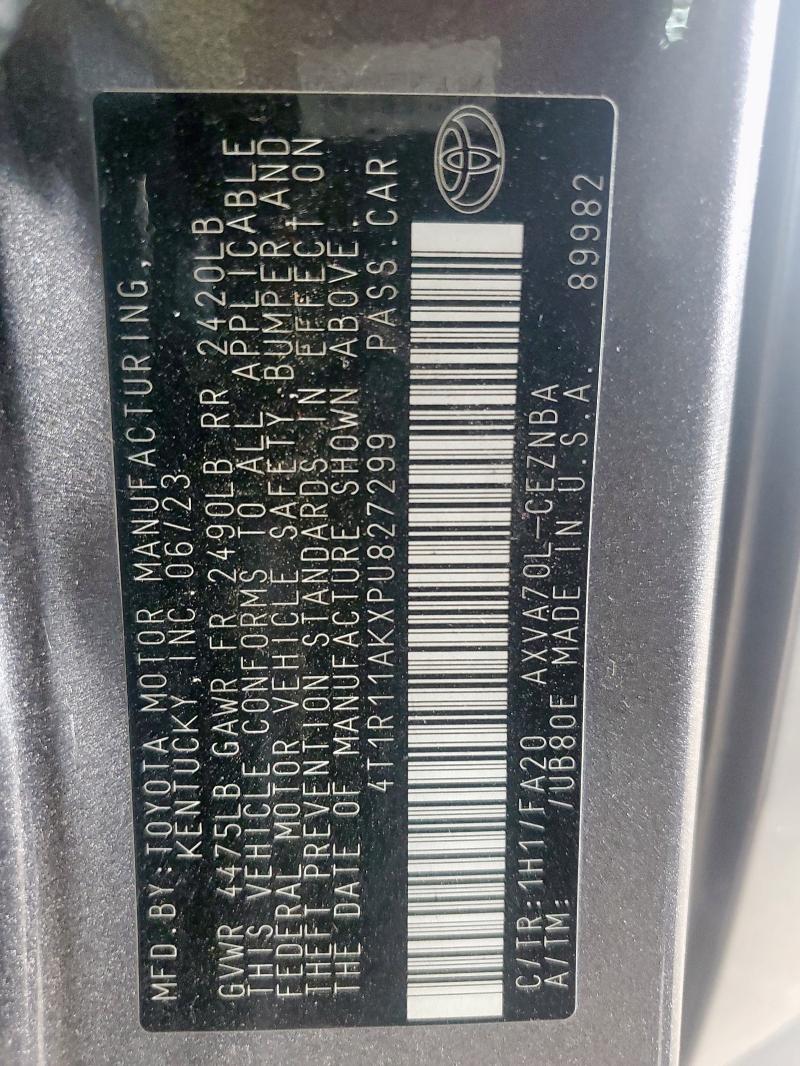 MFD.BY:TOYOTA MOTOR MANUFACTURING,
KENTUCKY,INC.06/23
GVWR 4475LB GAWR FR 2490LB RR 2420LB
THIS VEHICLE CONFORMS TO ALL APPLICABLE
FEDERAL MOTOR VEHICLE SAFETY,BUMPER AND
THEFT PREVENTION STANDARDS IN EFFECT ON
THE DATE OF MANUFACTURE SHOWN ABOVE.
4T1R11AKXPU827299 PASS.CAR
C/TR:1H1/FA20 AXVA70L-CEZNBA
A/TM: /UB80E MADE IN U.S.A. 89982